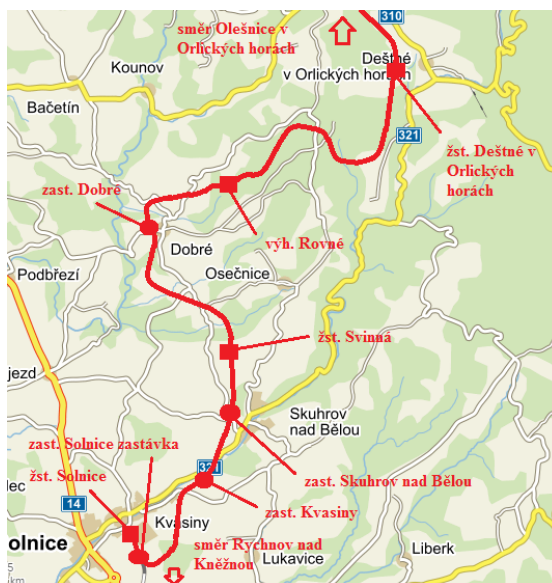 směr Olešnice v
Orlických horách
310
Deštné
v Orlických horách
Kounov
Bačetín
321
žst. Deštné v
Orlických
horách
zast. Dobré
výh. Rovné
Dobré
Osečnice
Podbřezí
žst. Svinná
jezd
Skuhrov
nad Bělou
zast. Solnice zastávka
žst. Solnice
321
zast. Skuhrov nad Bělou
lec
14
Kvasiny
zast. Kvasiny
olnice
směr Rychnov nad
Kněžnou
Lukavice
Liberk
5
km